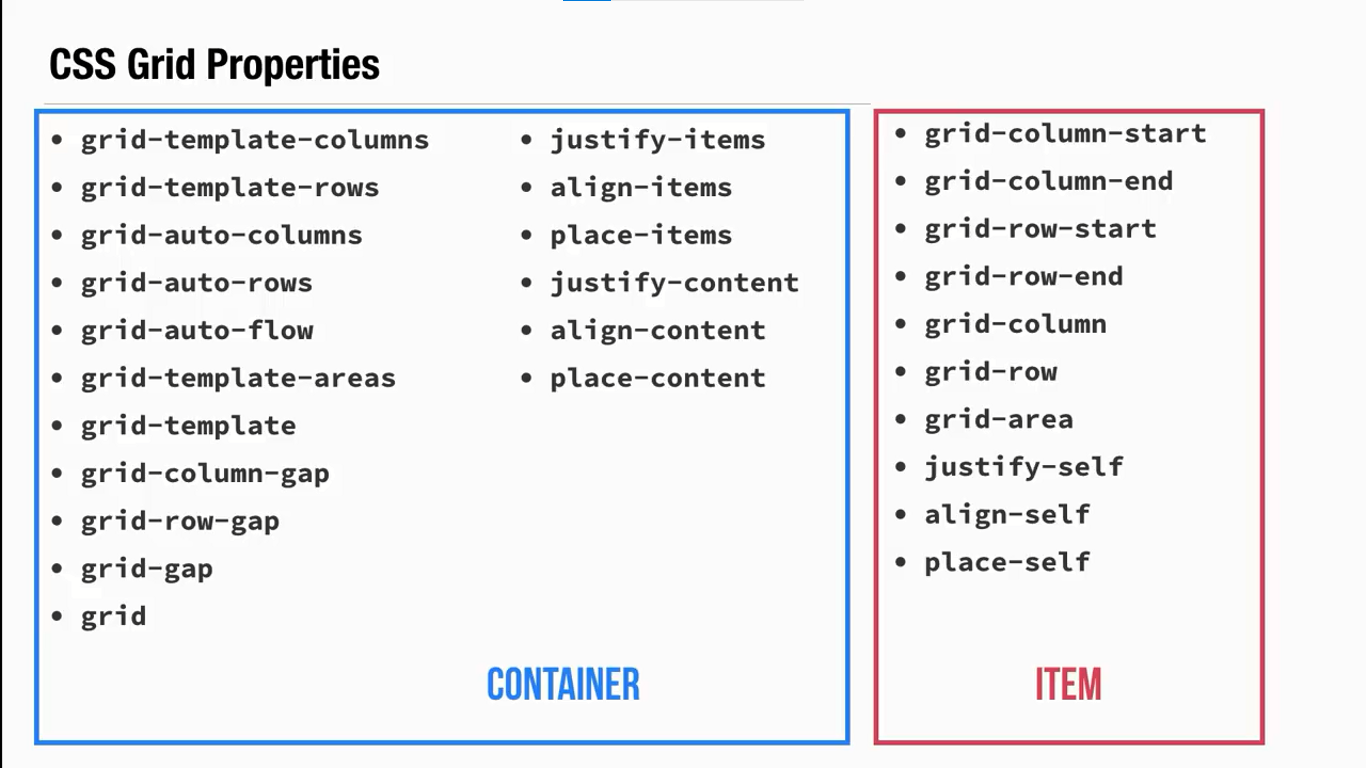 CSS Grid Properties
• grid-template-columns
• grid-template-rows
• grid-auto-columns
• grid-auto-rows
• grid-auto-flow
• grid-template-areas
• grid-template
• grid-column-gap
• grid-row-gap
• grid-gap
• grid
• justify-items
• align-items
• place-items
• justify-content
• align-content
• place-content
CONTAINER
• grid-column-start
• grid-column-end
• grid-row-start
• grid-row-end
• grid-column
• grid-row
• grid-area
• justify-self
• align-self
• place-self
ITEM